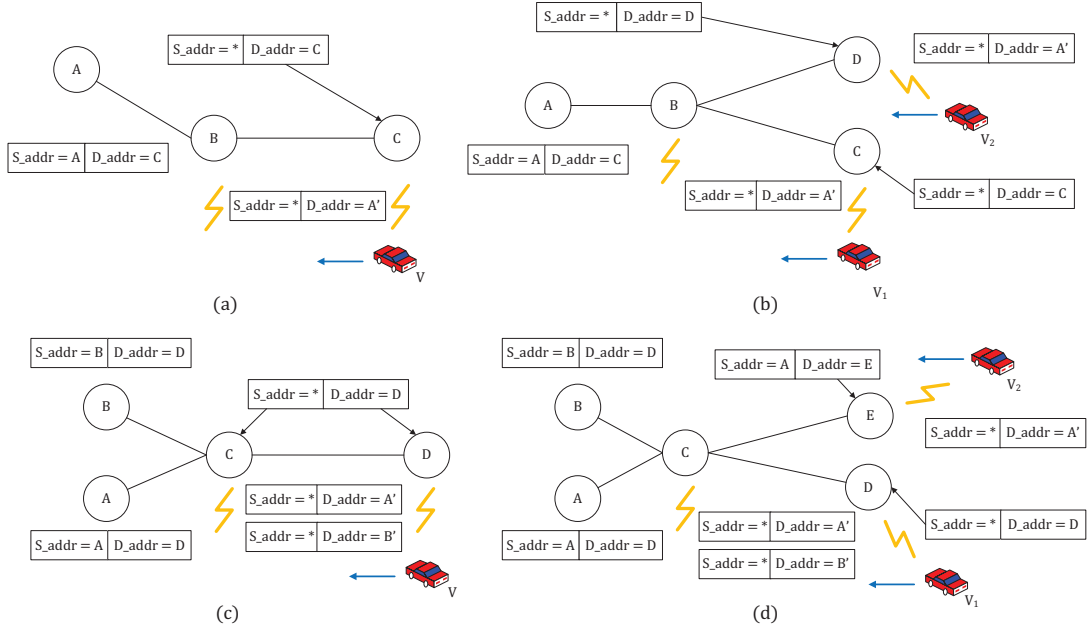 S_addr = * D_addr = C
A
B
C
S_addr = A D_addr = C
S_addr = * D_addr = A'
V
(a)
S_addr = * D_addr = D
S_addr = * D_addr = A'
D
A
B
V2
C
S_addr = A D_addr = C
S_addr = * D_addr = A'
S_addr = * D_addr = C
V1
(b)
S_addr = B D_addr = D
S_addr = * D_addr = D
B
C
D
A
S_addr = * D_addr = A'
S_addr = * D_addr = B'
S_addr = A D_addr = D
V
(c)
S_addr = B D_addr = D
S_addr = A D_addr = E
V2
B
E
S_addr = * D_addr = A'
C
D
A
S_addr = * D_addr = A'
S_addr = * D_addr = D
S_addr = A D_addr = D
S_addr = * D_addr = B'
V1
(d)